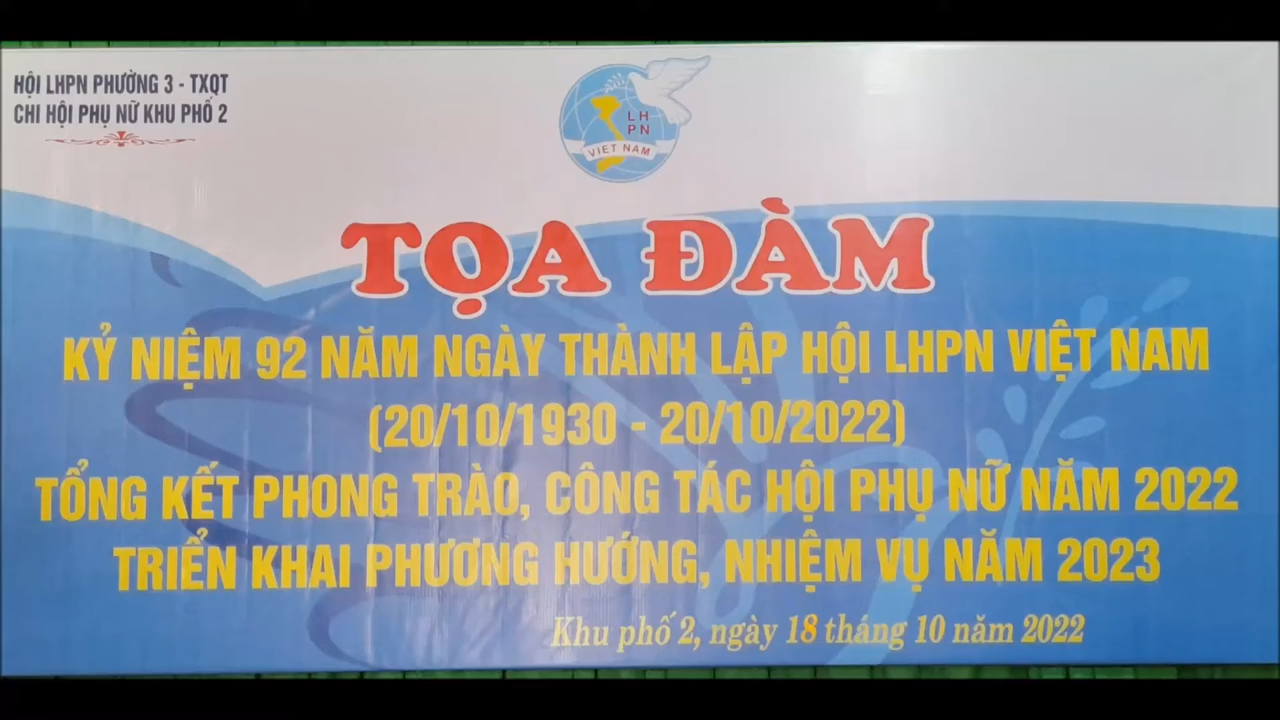 HỘI LHPN PHƯỜNG 3 - TXQT
CHI HỘI PHỤ NỮ KHU PHỐ 2
LH
PN
VIET NAM
TỌA ĐÀM
KỶ NIỆM 92 NĂM NGÀY THÀNH LẬP HỘI LHPN VIỆT NAM
(20/10/1930 - 20/10/2022)
TỔNG KẾT PHONG TRÀO, CÔNG TÁC HỘI PHỤ NỮ NĂM 2022
TRIỂN KHAI PHƯƠNG HƯỚNG, NHIỆM VỤ NĂM 2023
Khu phố 2, ngày 18 tháng 10 năm 2022